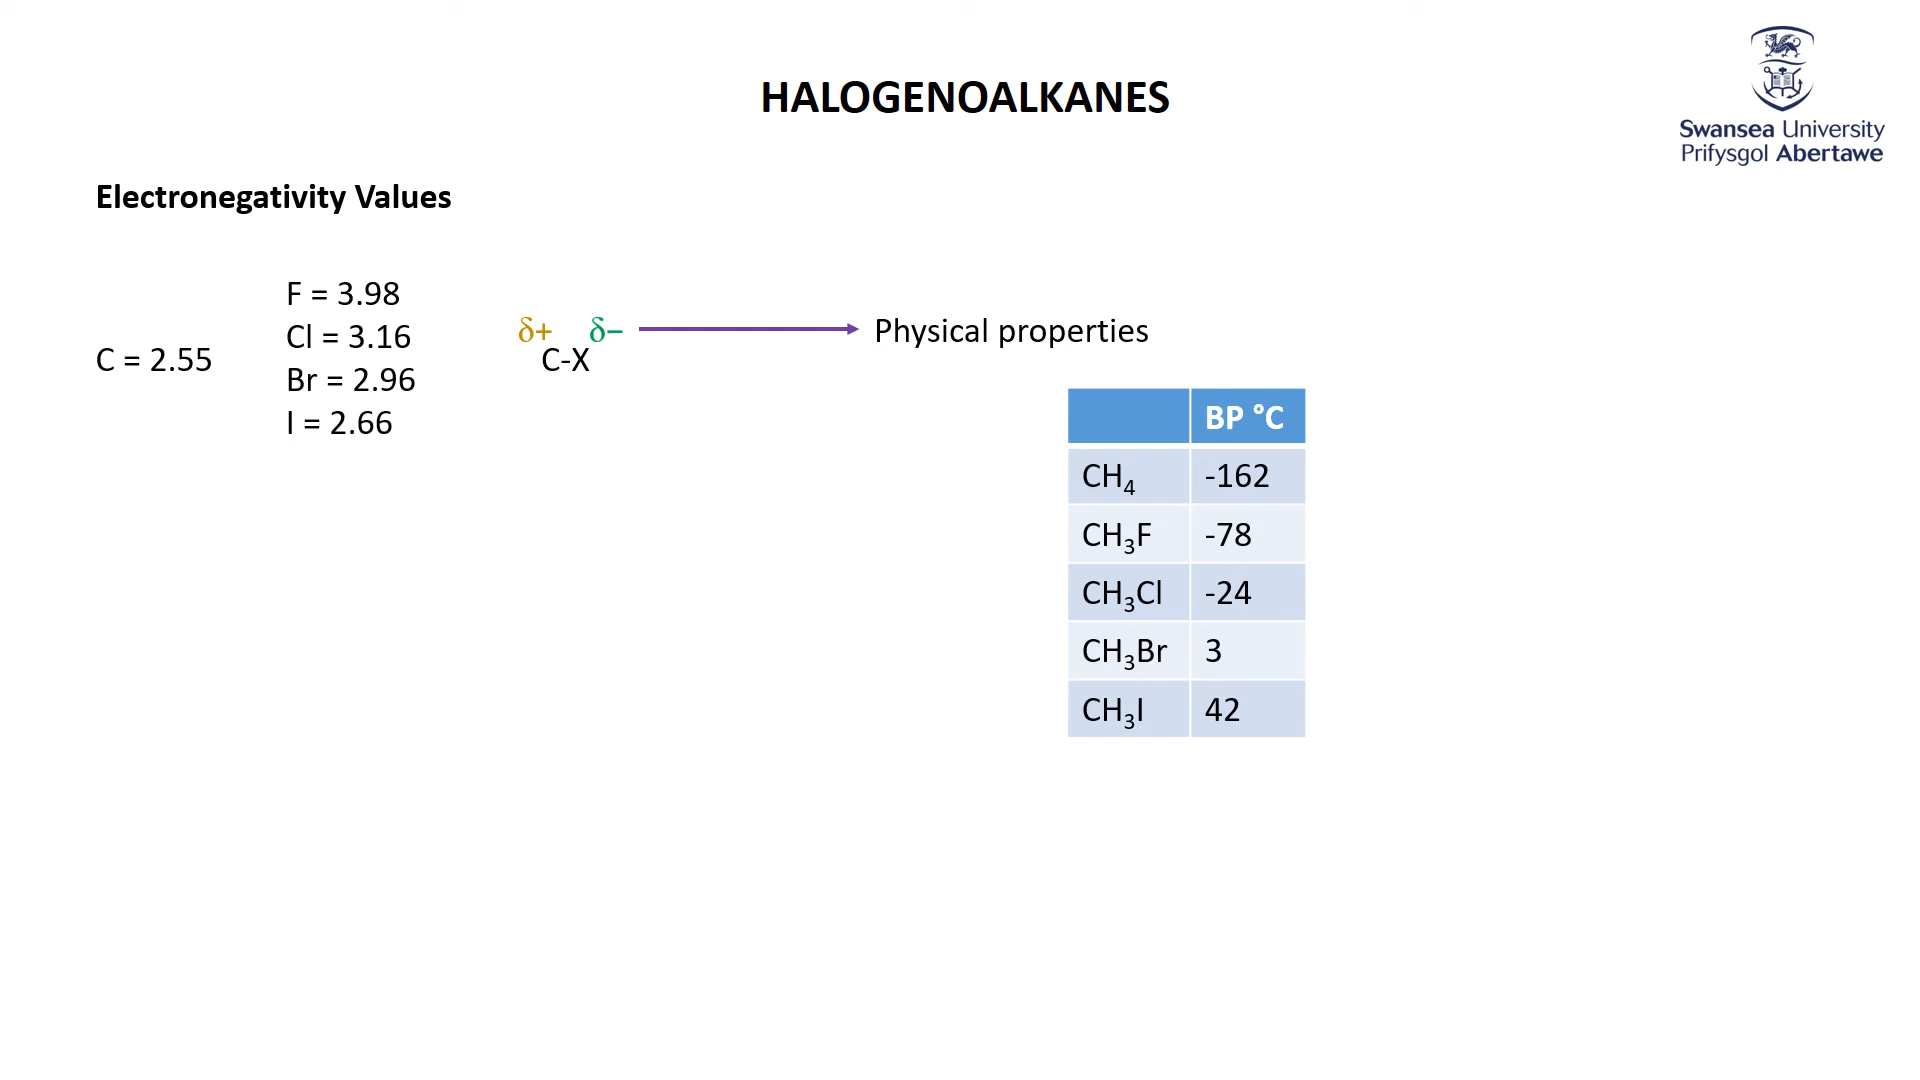 HALOGENOALKANES
Swansea University
Prifysgol Abertawe
Electronegativity Values
C = 2.55
F = 3.98
Cl = 3.16
Br = 2.96
I = 2.66
δ+ δ−
C-X
Physical properties
BP °C
CH₄ -162
CH₃F -78
CH₃Cl -24
CH₃Br 3
CH₃I 42